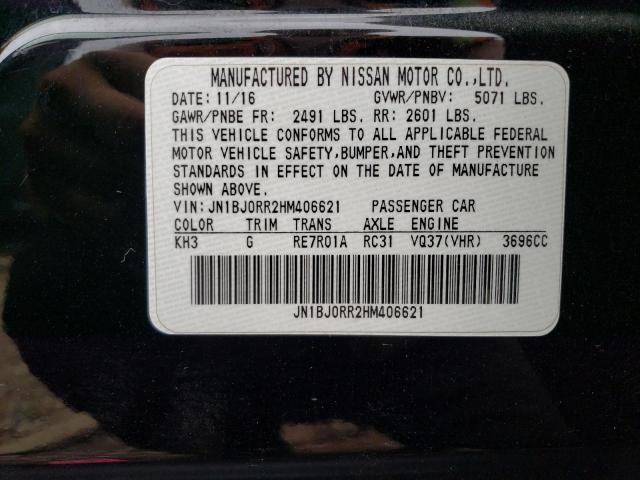 MANUFACTURED BY NISSAN MOTOR CO.,LTD.
DATE: 11/16 GVWR/PNBV: 5071 LBS.
GAWR/PNBE FR: 2491 LBS. RR: 2601 LBS.
THIS VEHICLE CONFORMS TO ALL APPLICABLE FEDERAL
MOTOR VEHICLE SAFETY,BUMPER,AND THEFT PREVENTION
STANDARDS IN EFFECT ON THE DATE OF MANUFACTURE
SHOWN ABOVE.
VIN: JN1BJ0RR2HM406621 PASSENGER CAR
COLOR TRIM TRANS AXLE ENGINE
KH3 G RE7R01A RC31 VQ37(VHR) 3696CC
JN1BJ0RR2HM406621